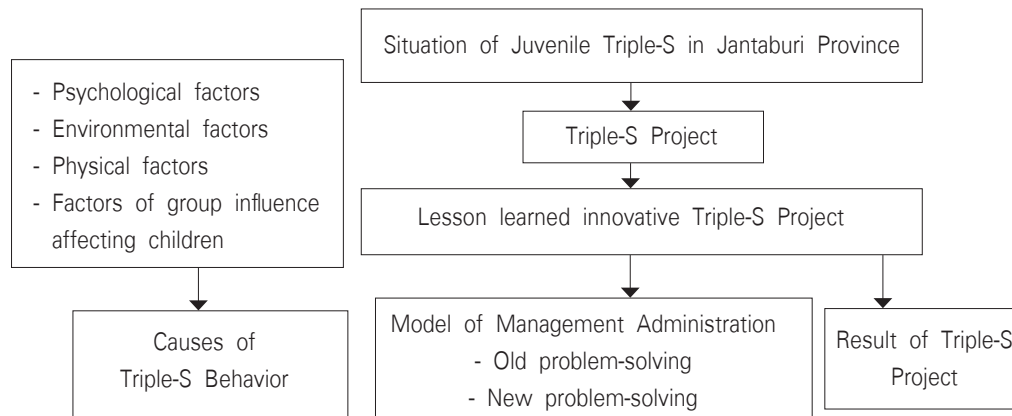 Situation of Juvenile Triple-S in Jantaburi Province
- Psychological factors
- Environmental factors
- Physical factors
- Factors of group influence
affecting children
Triple-S Project
Lesson learned innovative Triple-S Project
Causes of
Triple-S Behavior
Model of Management Administration
- Old problem-solving
- New problem-solving
Result of Triple-S
Project